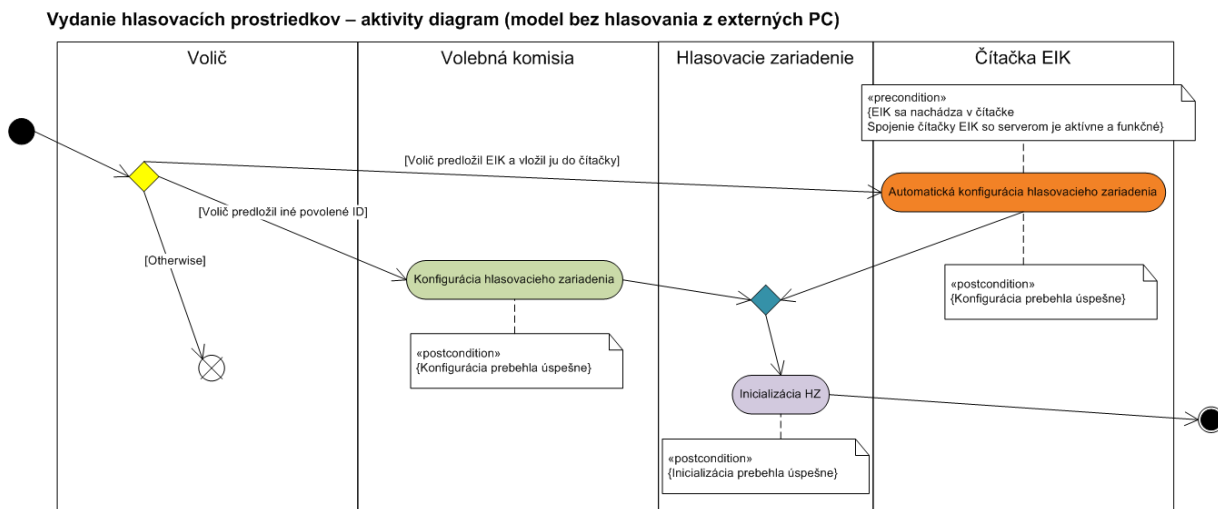 Vydanie hlasovacích prostriedkov – aktivity diagram (model bez hlasovania z externých PC)
Volič
Volebná komisia
Hlasovacie zariadenie
Čítačka EIK
«precondition»
{EIK sa nachádza v čítačke
Spojenie čítačky EIK so serverom je aktívne a funkčné}
[Volič predložil EIK a vložil ju do čítačky]
Automatická konfigurácia hlasovacieho zariadenia
[Volič predložil iné povolené ID]
[Otherwise]
Konfigurácia hlasovacieho zariadenia
«postcondition»
{Konfigurácia prebehla úspešne}
«postcondition»
{Konfigurácia prebehla úspešne}
Inicializácia HZ
«postcondition»
{Inicializácia prebehla úspešne}